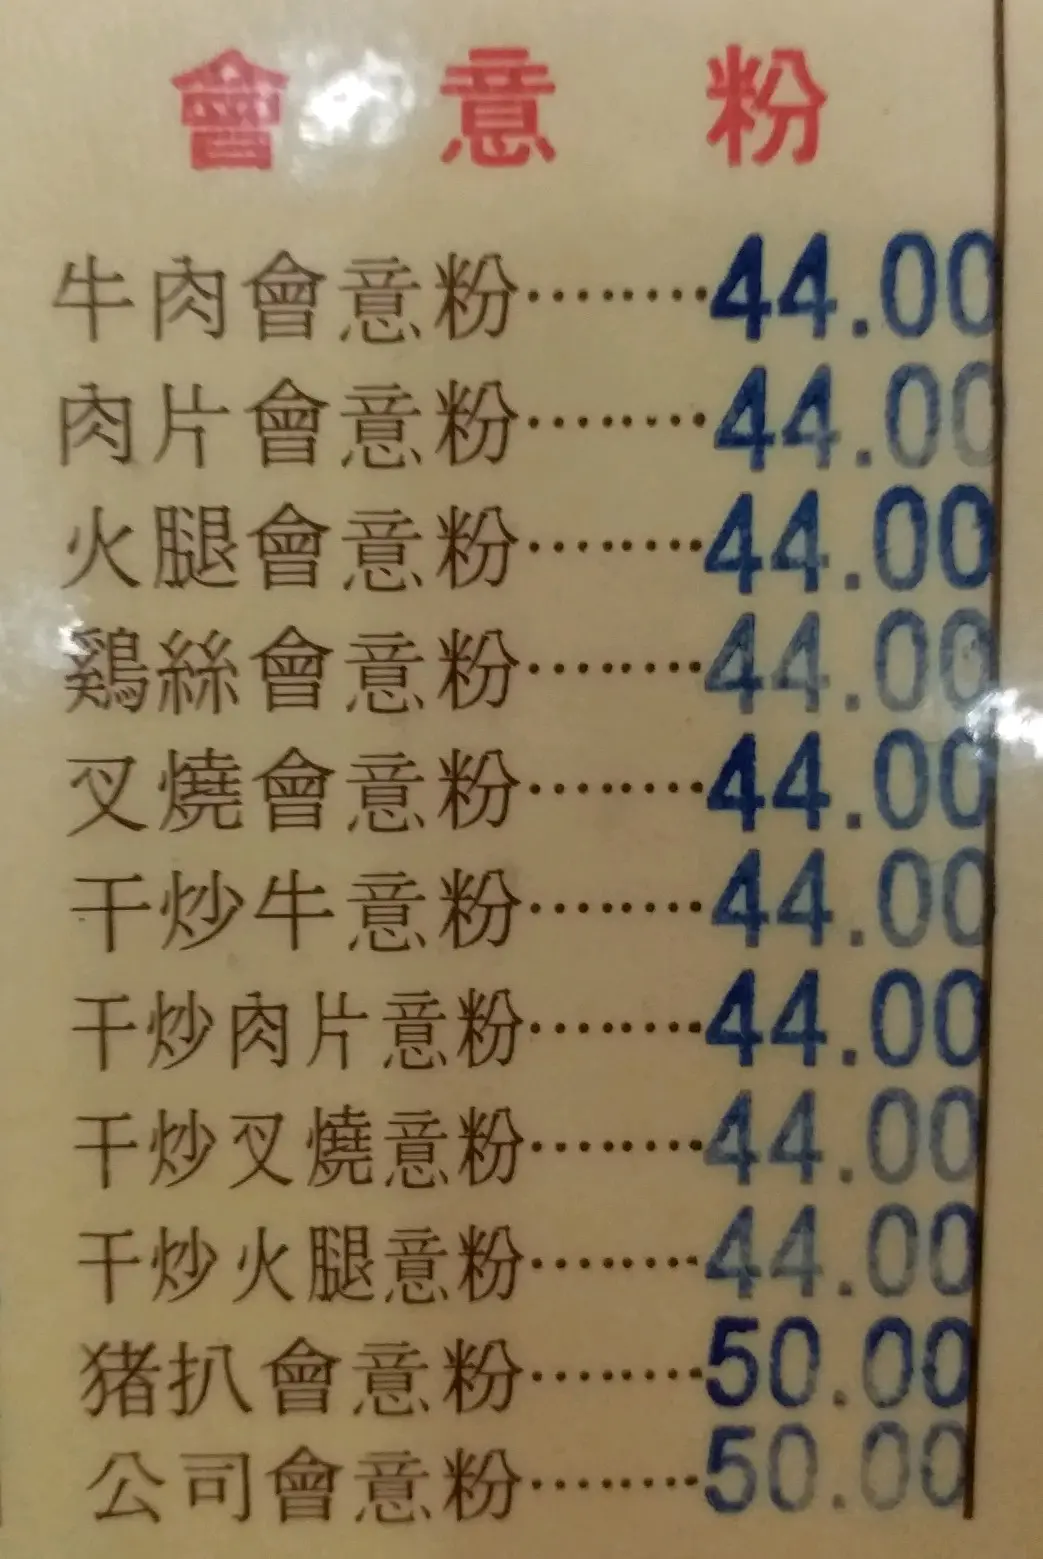 會意粉
牛肉會意粉········44.00
肉片會意粉········44.00
火腿會意粉········44.00
鷄絲會意粉········44.00
叉燒會意粉········44.00
干炒牛意粉········44.00
干炒肉片意粉········44.00
干炒叉燒意粉········44.00
干炒火腿意粉········44.00
猪扒會意粉········50.00
公司會意粉········50.00